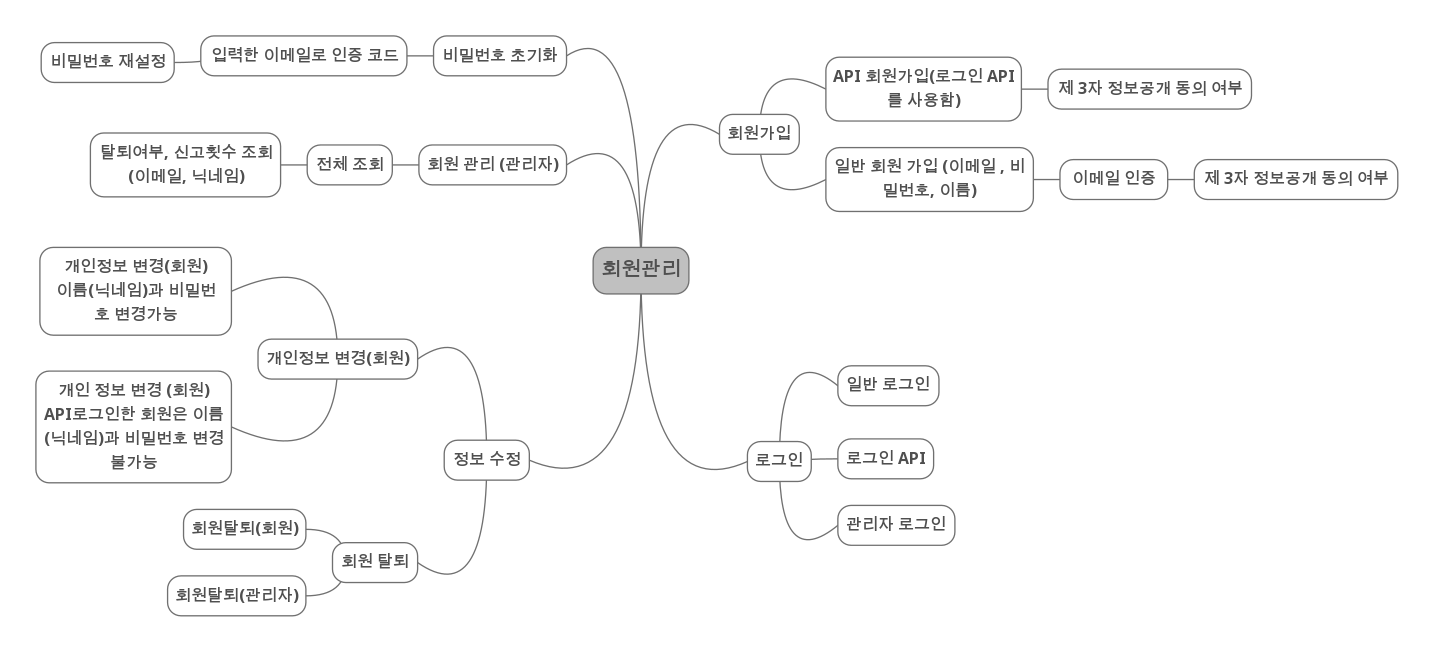 비밀번호 재설정
입력한 이메일로 인증 코드
비밀번호 초기화
탈퇴여부, 신고횟수 조회
(이메일, 닉네임)
전체 조회
회원 관리 (관리자)
개인정보 변경(회원)
이름(닉네임)과 비밀번
호 변경가능
개인정보 변경(회원)
개인 정보 변경 (회원)
API로그인한 회원은 이름
(닉네임)과 비밀번호 변경
불가능
정보 수정
회원탈퇴(회원)
회원 탈퇴
회원탈퇴(관리자)
회원관리
회원가입
API 회원가입(로그인 API
를 사용함)
제 3자 정보공개 동의 여부
일반 회원 가입 (이메일 , 비
밀번호, 이름)
이메일 인증
제 3자 정보공개 동의 여부
로그인
일반 로그인
로그인 API
관리자 로그인